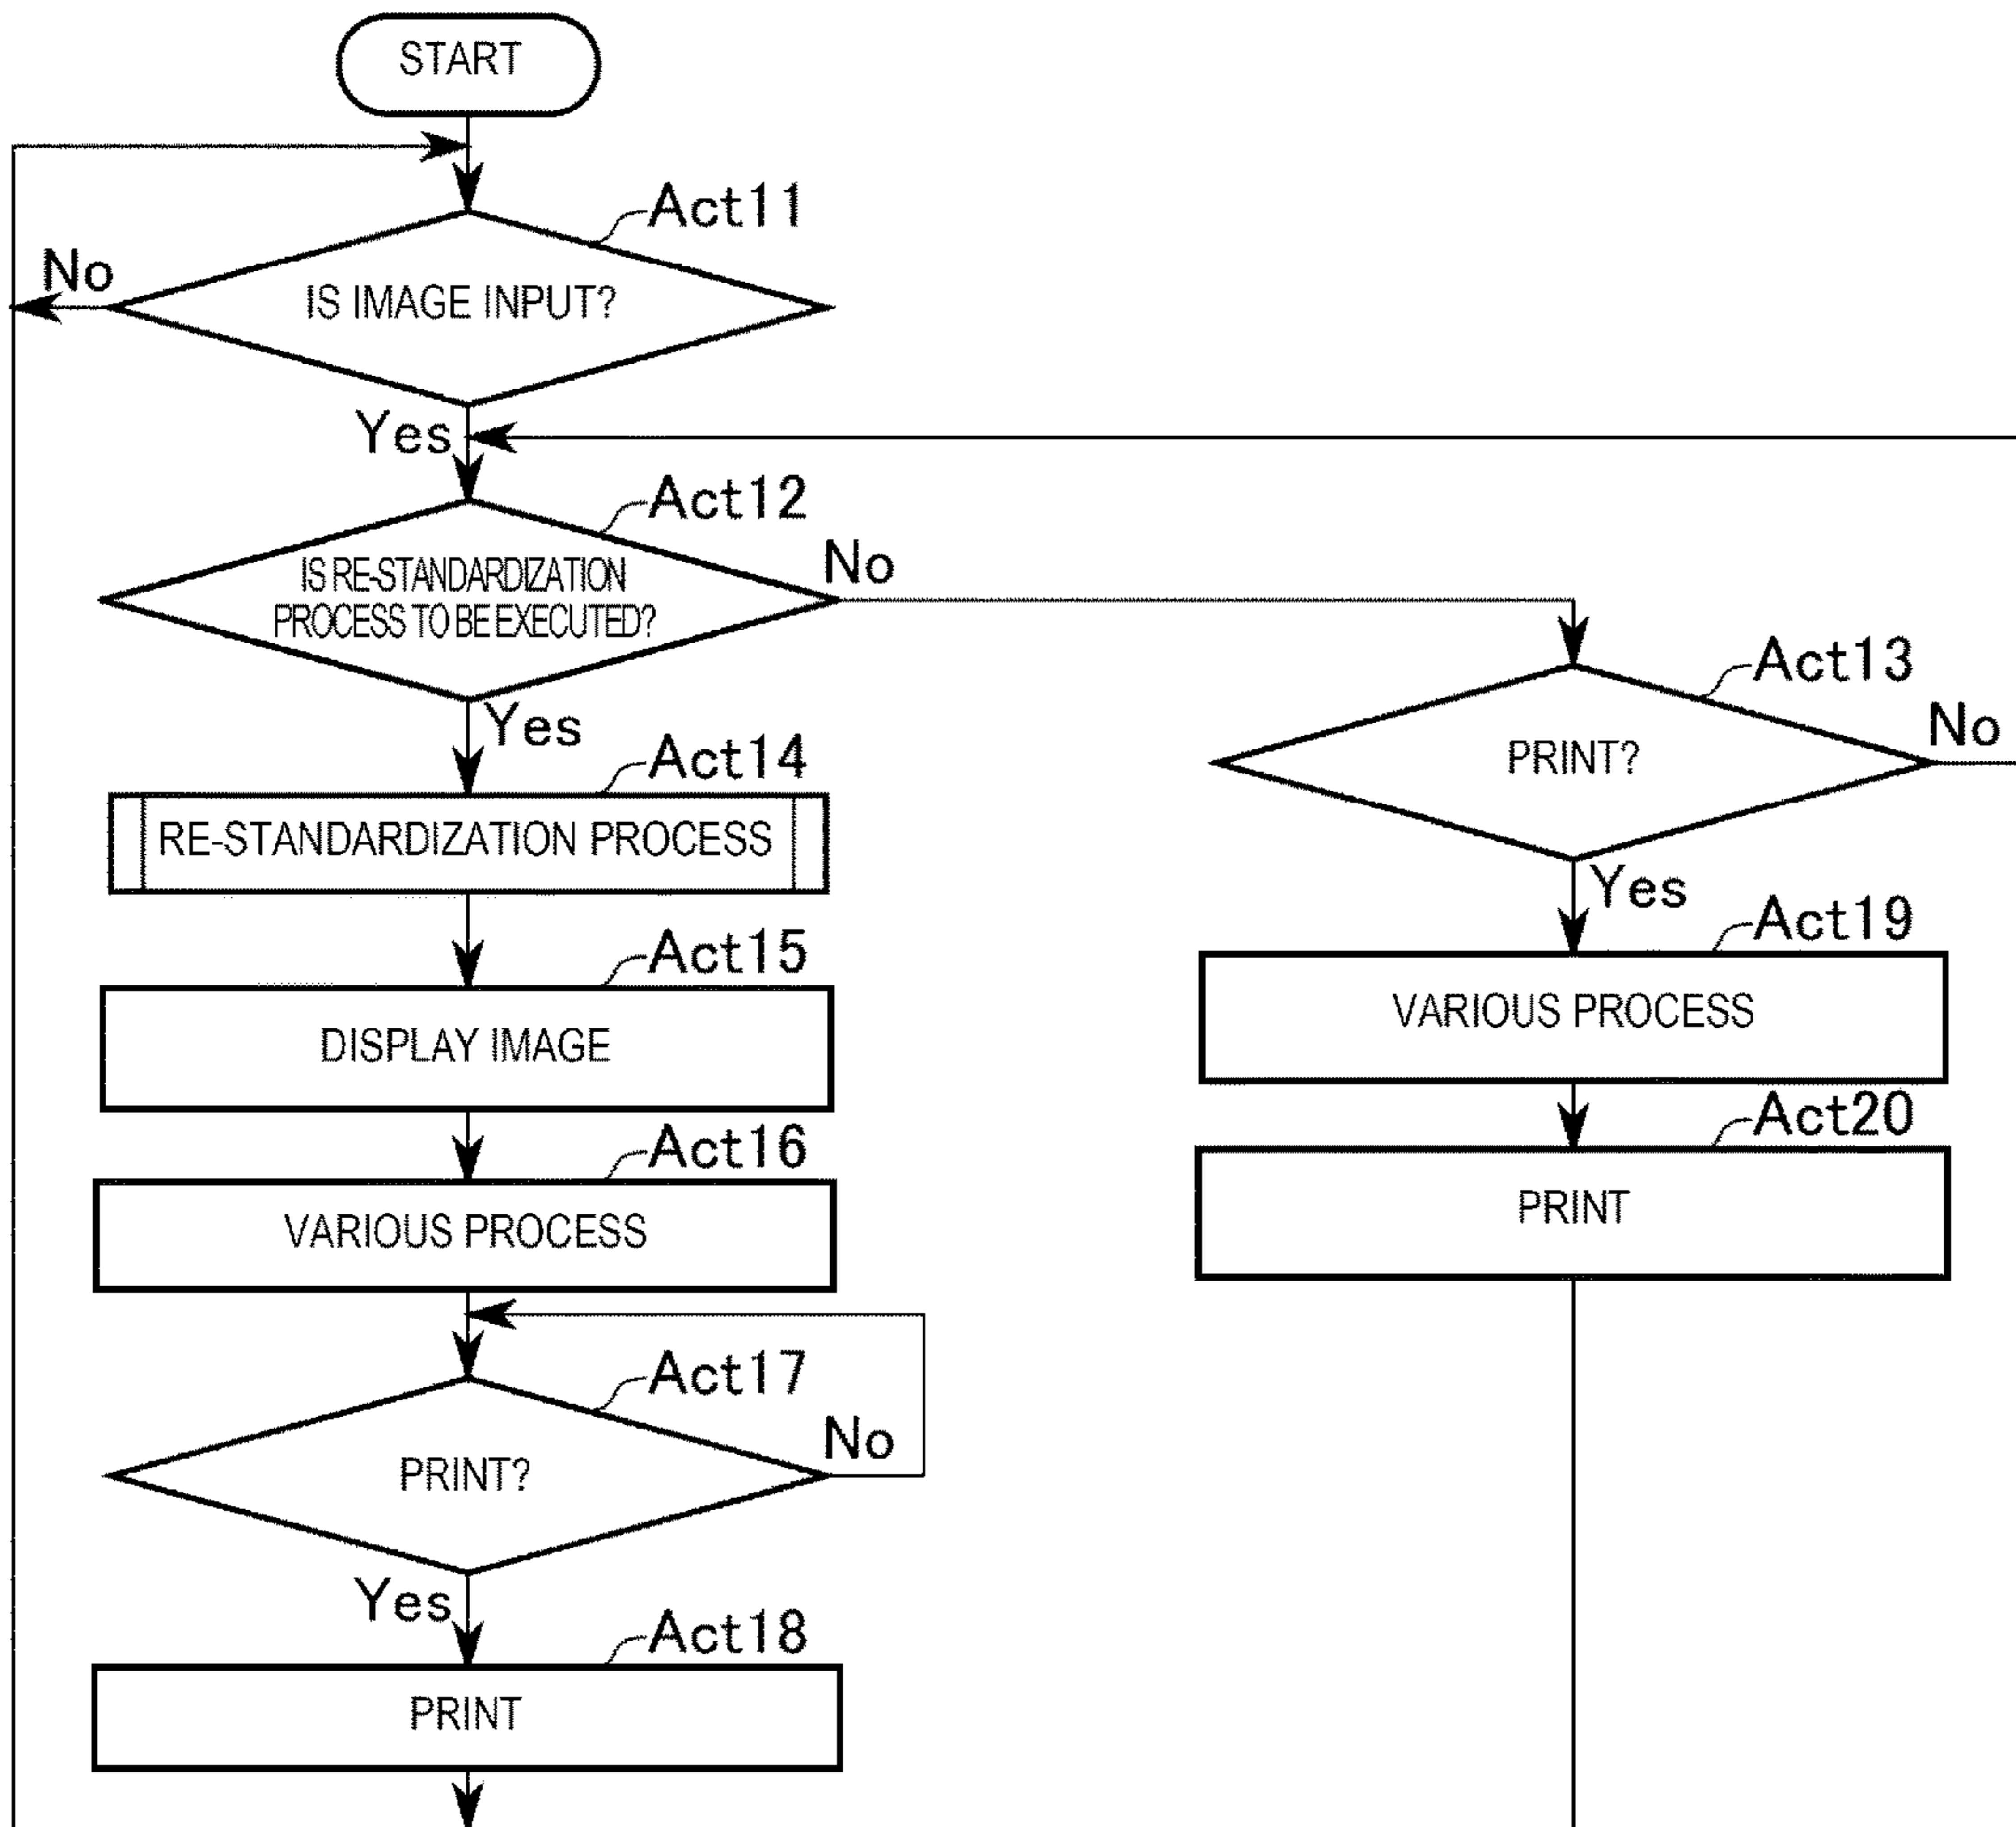 START
Act11
No
IS IMAGE INPUT?
Yes
Act12
No
IS RE-STANDARDIZATION
PROCESS TO BE EXECUTED?
Act13
No
PRINT?
Yes
Act14
RE-STANDARDIZATION PROCESS
Yes
Act19
VARIOUS PROCESS
Act15
DISPLAY IMAGE
Act20
PRINT
Act16
VARIOUS PROCESS
Act17
No
PRINT?
Yes
Act18
PRINT